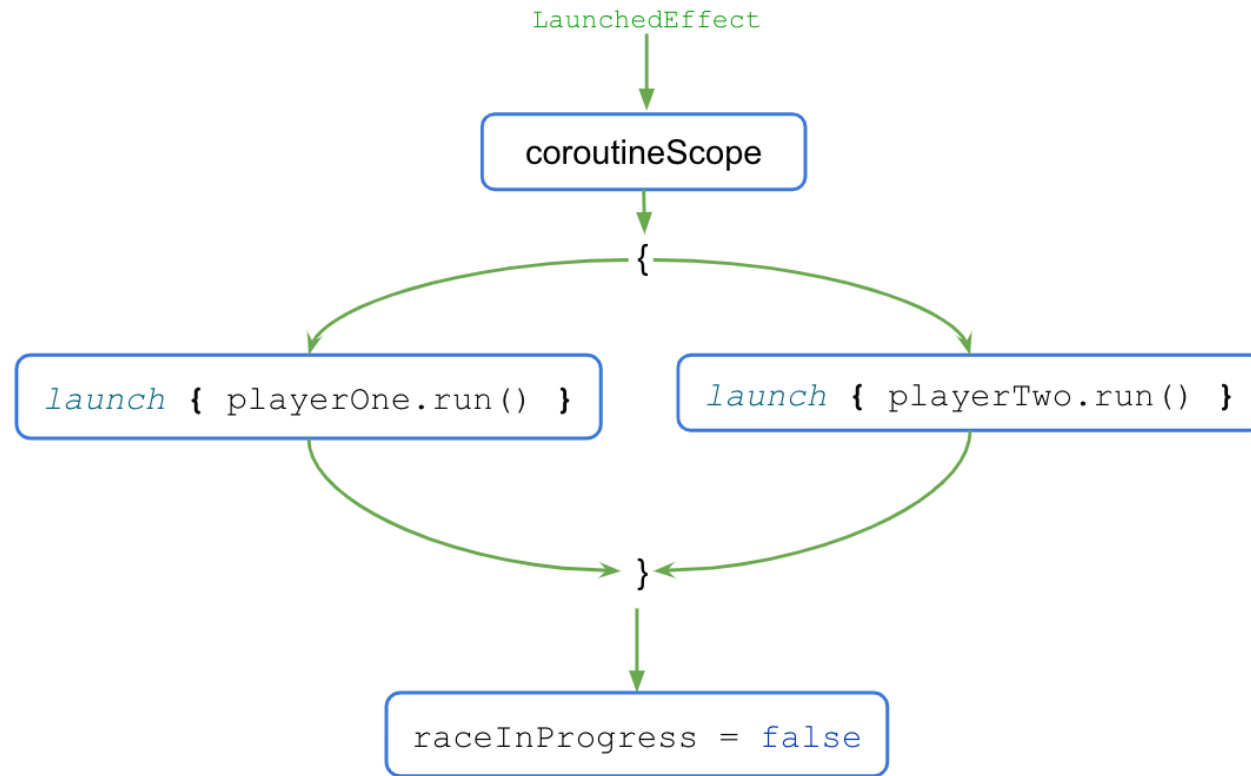 LaunchedEffect
coroutineScope
{
launch { playerOne.run() }
launch { playerTwo.run() }
}
raceInProgress = false